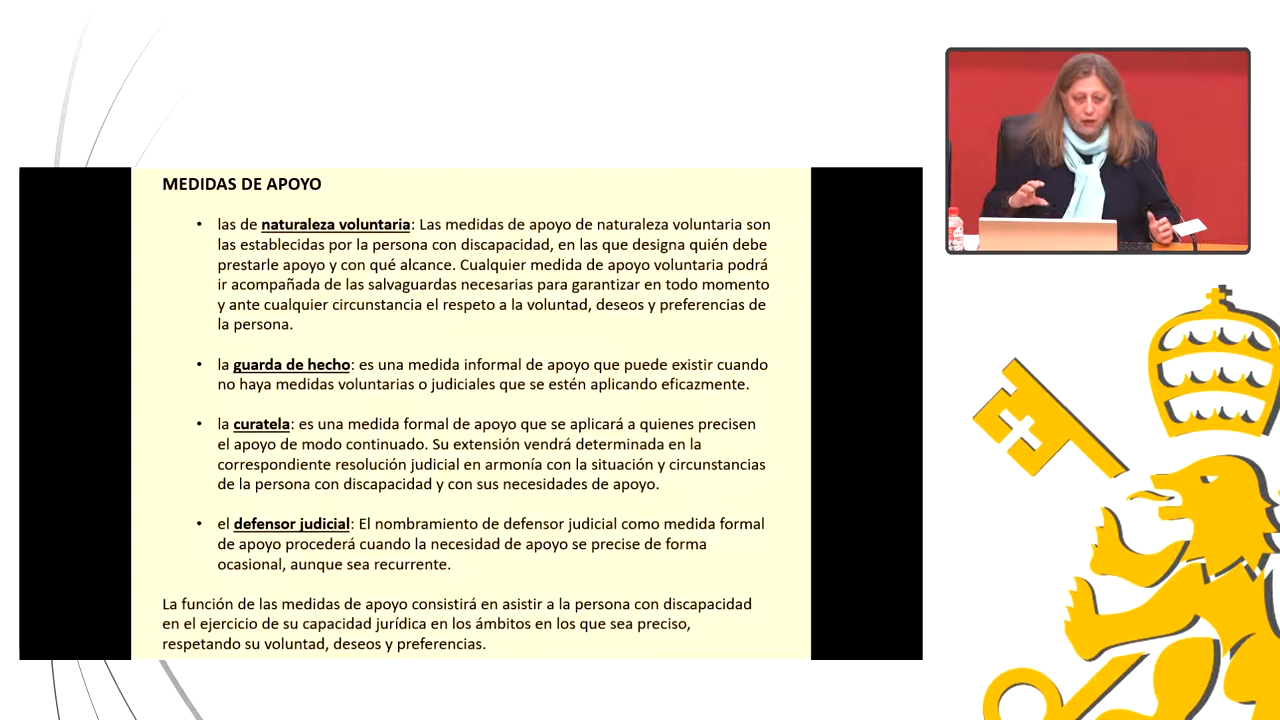 MEDIDAS DE APOYO
• las de naturaleza voluntaria: Las medidas de apoyo de naturaleza voluntaria son
las establecidas por la persona con discapacidad, en las que designa quién debe
prestarle apoyo y con qué alcance. Cualquier medida de apoyo voluntaria podrá
ir acompañada de las salvaguardas necesarias para garantizar en todo momento
y ante cualquier circunstancia el respeto a la voluntad, deseos y preferencias de
la persona.
• la guarda de hecho: es una medida informal de apoyo que puede existir cuando
no haya medidas voluntarias o judiciales que se estén aplicando eficazmente.
• la curatela: es una medida formal de apoyo que se aplicará a quienes precisen
el apoyo de modo continuado. Su extensión vendrá determinada en la
correspondiente resolución judicial en armonía con la situación y circunstancias
de la persona con discapacidad y con sus necesidades de apoyo.
• el defensor judicial: El nombramiento de defensor judicial como medida formal
de apoyo procederá cuando la necesidad de apoyo se precise de forma
ocasional, aunque sea recurrente.
La función de las medidas de apoyo consistirá en asistir a la persona con discapacidad
en el ejercicio de su capacidad jurídica en los ámbitos en los que sea preciso,
respetando su voluntad, deseos y preferencias.